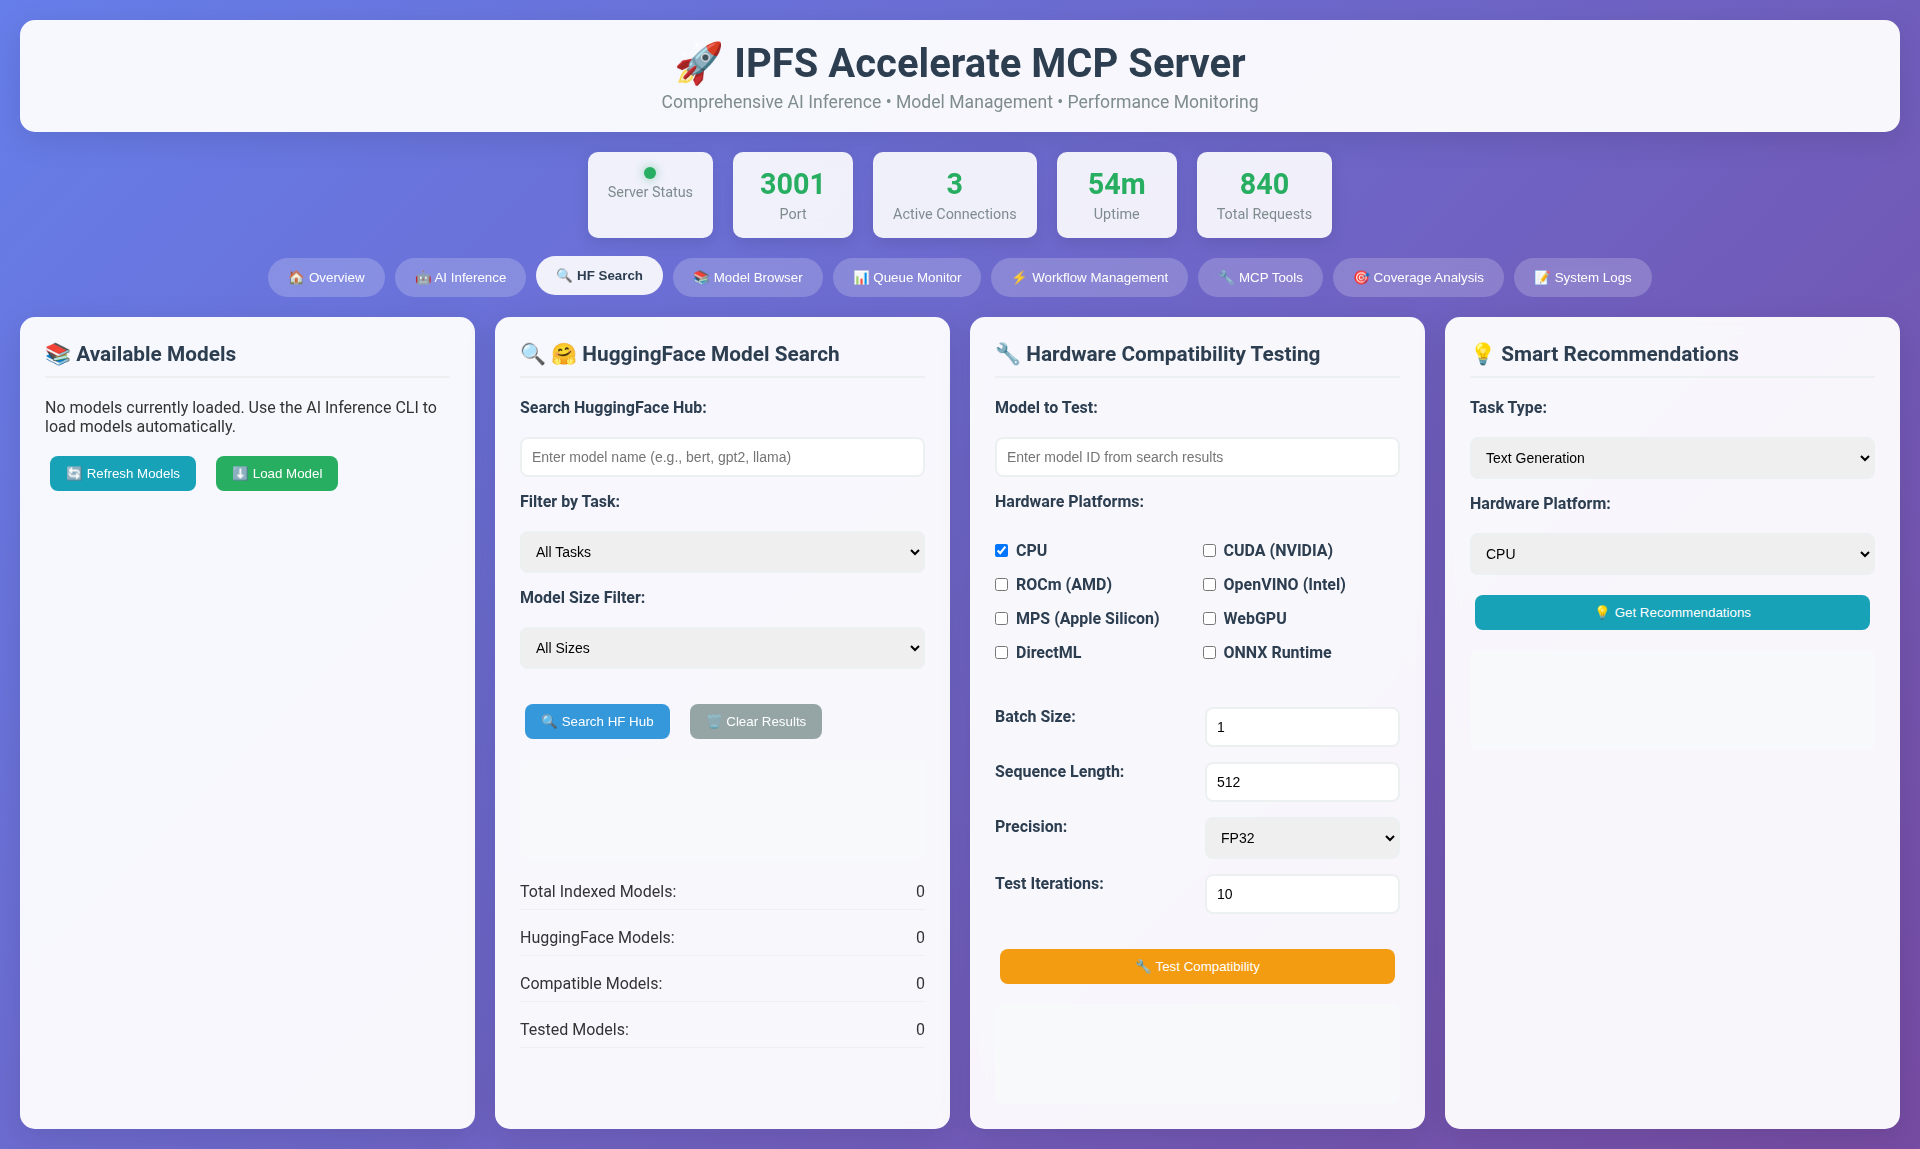 🚀 IPFS Accelerate MCP Server
Comprehensive AI Inference • Model Management • Performance Monitoring
Server Status
3001
Port
3
Active Connections
54m
Uptime
840
Total Requests
🏠 Overview
🤖 AI Inference
🔍 HF Search
📚 Model Browser
📊 Queue Monitor
⚡ Workflow Management
🔧 MCP Tools
🎯 Coverage Analysis
📝 System Logs
📚 Available Models
No models currently loaded. Use the AI Inference CLI to
load models automatically.
🔄 Refresh Models
⬇️ Load Model
🔍 🤗 HuggingFace Model Search
Search HuggingFace Hub:
Enter model name (e.g., bert, gpt2, llama)
Filter by Task:
All Tasks
Model Size Filter:
All Sizes
🔍 Search HF Hub
🗑️ Clear Results
Total Indexed Models: 0
HuggingFace Models: 0
Compatible Models: 0
Tested Models: 0
🔧 Hardware Compatibility Testing
Model to Test:
Enter model ID from search results
Hardware Platforms:
CPU
CUDA (NVIDIA)
ROCm (AMD)
OpenVINO (Intel)
MPS (Apple Silicon)
WebGPU
DirectML
ONNX Runtime
Batch Size: 1
Sequence Length: 512
Precision: FP32
Test Iterations: 10
🔧 Test Compatibility
💡 Smart Recommendations
Task Type:
Text Generation
Hardware Platform:
CPU
💡 Get Recommendations